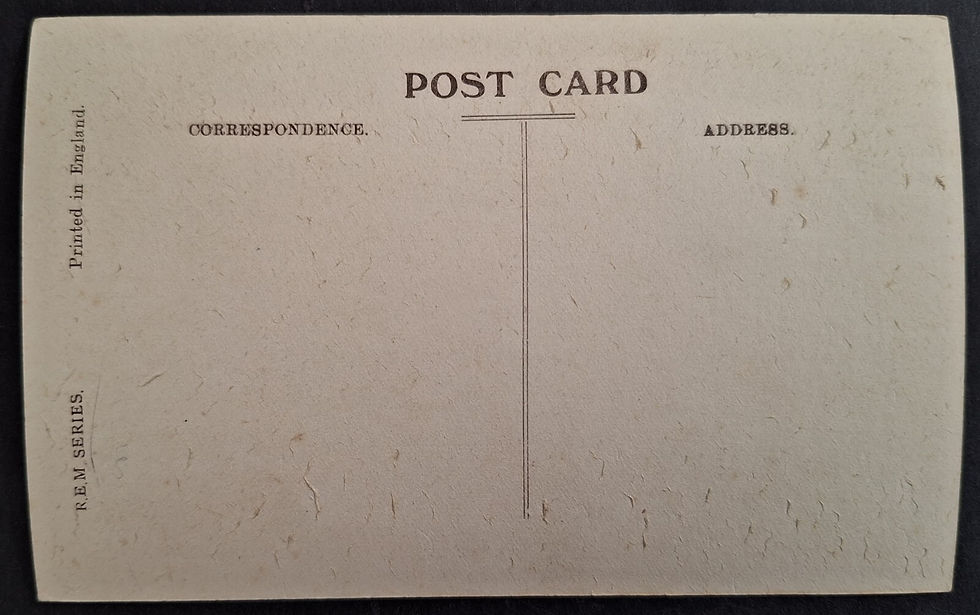 POST CARD
CORRESPONDENCE.
ADDRESS.
Printed in England.
R.E.M. SERIES.